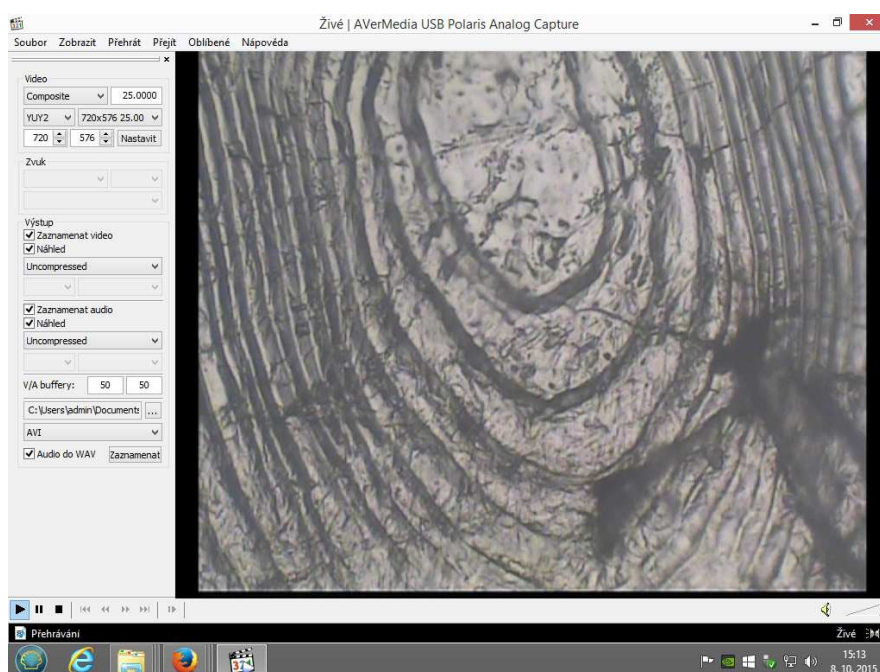 Živé | AVerMedia USB Polaris Analog Capture
Soubor Zobrazit Přehrát Přejít Oblíbené Nápověda
Video
Composite 25.0000
YUY2 720x576 25.00
720 576 Nastavit
Zvuk
Výstup
Zaznamenat video
Náhled
Uncompressed
Zaznamenat audio
Náhled
Uncompressed
V/A buffery: 50 50
C:\Users\admin\Documents ...
AVI
Audio do WAV Zaznamenat
Přehrávání Živé
15:13
8. 10. 2015